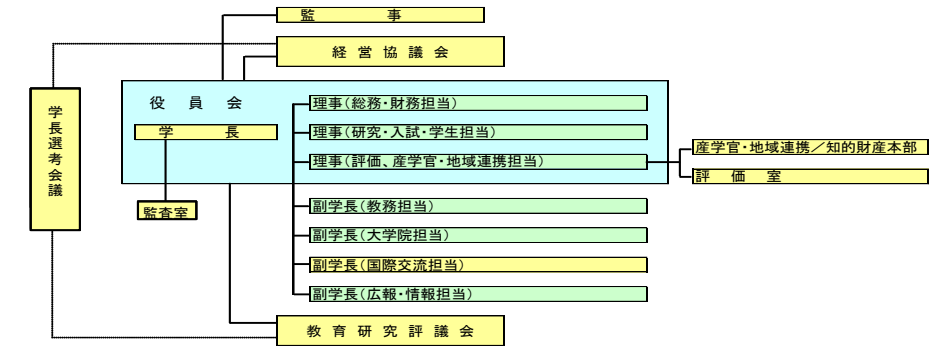 監 事
経 営 協 議 会
役 員 会
学 長
学長選考会議
監査室
理事(総務・財務担当)
理事(研究・入試・学生担当)
理事(評価、産学官・地域連携担当)
産学官・地域連携／知的財産本部
評 価 室
副学長(教務担当)
副学長(大学院担当)
副学長(国際交流担当)
副学長(広報・情報担当)
教 育 研 究 評 議 会